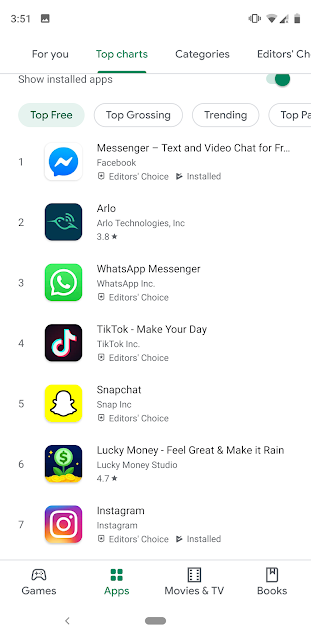 3:51
For you
Top charts
Categories
Editors' Ch
Show installed apps
Top Free
Top Grossing
Trending
Top Pa
1
Messenger – Text and Video Chat for Fr...
Facebook
Editors' Choice
Installed
2
Arlo
Arlo Technologies, Inc
3.8★
3
WhatsApp Messenger
WhatsApp Inc.
Editors' Choice
4
TikTok - Make Your Day
TikTok Inc.
Editors' Choice
5
Snapchat
Snap Inc
Editors' Choice
6
Lucky Money - Feel Great & Make it Rain
Lucky Money Studio
4.7★
7
Instagram
Instagram
Editors' Choice
Installed
Games
Apps
Movies & TV
Books